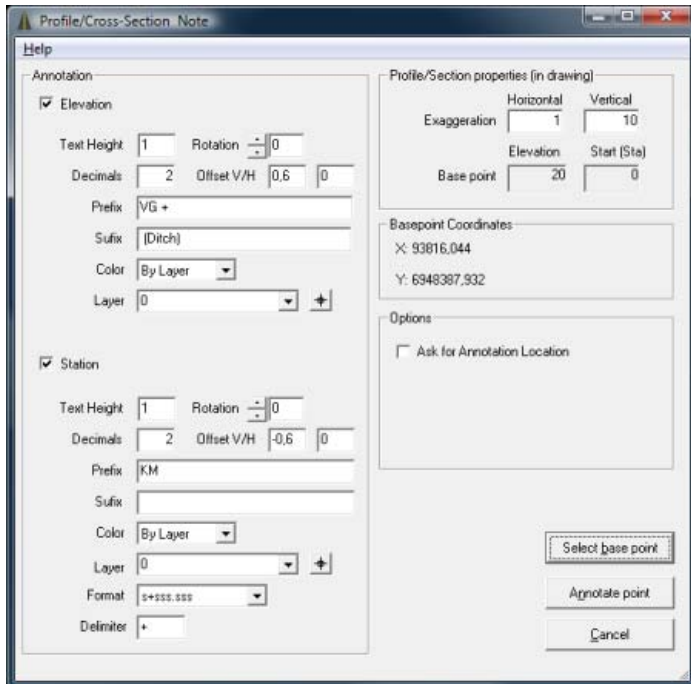 Profile/Cross-Section Note
Help
Annotation
Elevation
Text Height 1 Rotation 0
Decimals 2 Offset V/H 0,6 0
Prefix VG +
Sufix (Ditch)
Color By Layer
Layer 0
Station
Text Height 1 Rotation 0
Decimals 2 Offset V/H -0,6 0
Prefix KM
Sufix
Color By Layer
Layer 0
Format s+sss.sss
Delimiter +
Profile/Section properties (in drawing)
Horizontal Vertical
Exaggeration 1 10
Elevation Start (Sta)
Base point 20 0
Basepoint Coordinates
X: 93816,044
Y: 6948387,932
Options
Ask for Annotation Location
Select base point
Annotate point
Cancel